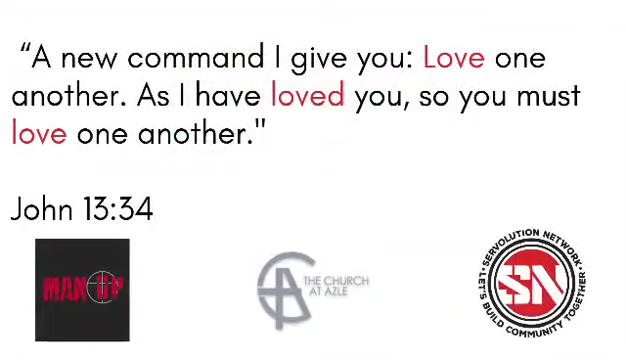 “A new command I give you: Love one
another. As I have loved you, so you must
love one another."
John 13:34
MAN UP
THE CHURCH
AT AZLE
SERVOLUTION NETWORK
SN
LET'S BUILD COMMUNITY TOGETHER